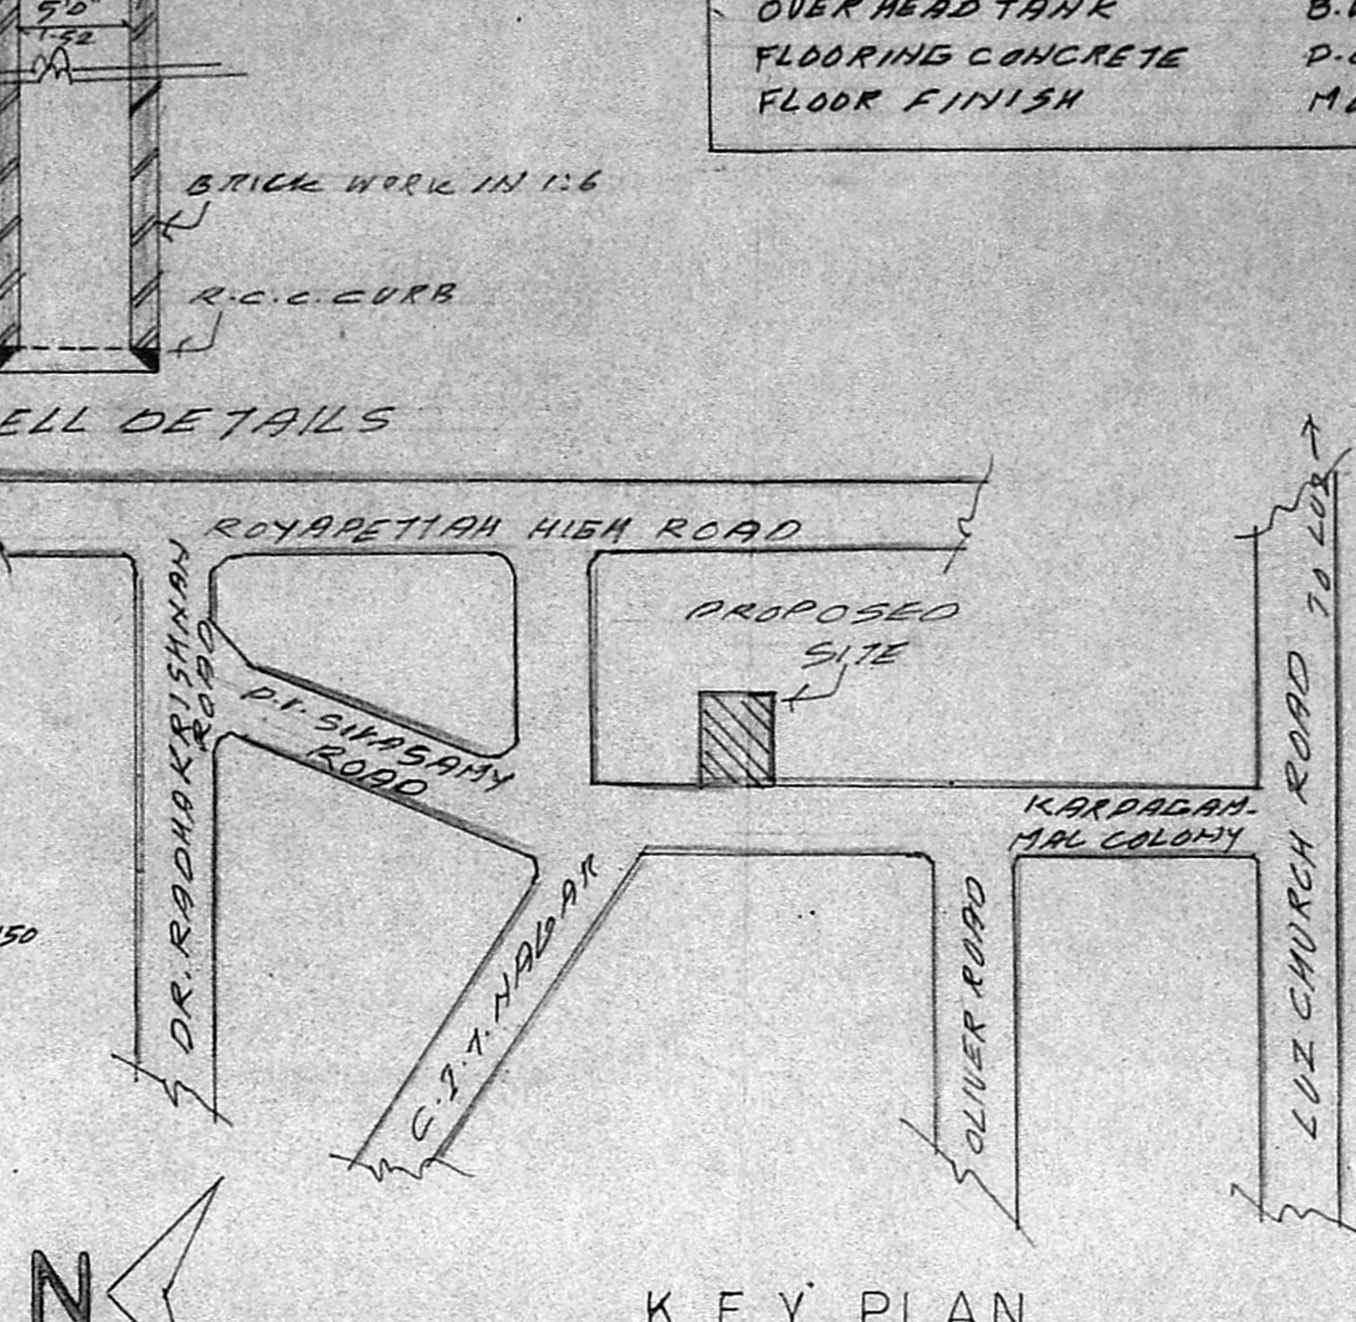 5'0"
1.52
OVER HEAD TANK
FLOORING CONCRETE
FLOOR FINISH
BRICK WORK IN 1:6
R.C.C. CURB
ELL DETAILS
ROYAPETTAH HIGH ROAD
PROPOSED
SITE
DR. RADHAKRISHNAN
ROAD
P.V. SIVASAMY
ROAD
KARPAGAM-
MAL COLONY
C.I.T. NAGAR
OLIVER ROAD
LUZ CHURCH ROAD TO LUZ →
50
N
KEY PLAN